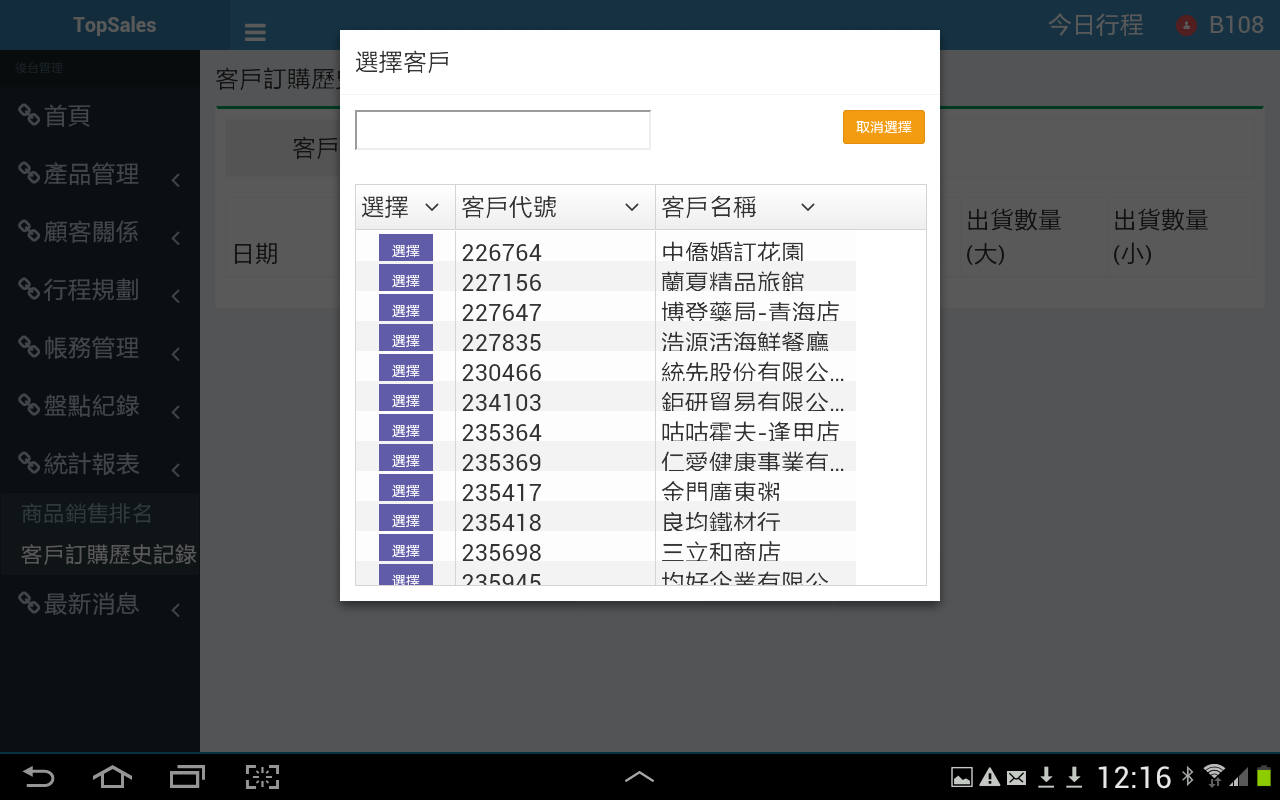 TopSales
今日行程
B108
後台管理
首頁
產品管理
顧客關係
行程規劃
帳務管理
盤點紀錄
統計報表
商品銷售排名
客戶訂購歷史記錄
最新消息
客戶訂購歷
客戶
日期
出貨數量
(大)
出貨數量
(小)
選擇客戶
取消選擇
選擇 客戶代號 客戶名稱
選擇 226764 中僑婚訂花園
選擇 227156 蘭夏精品旅館
選擇 227647 博登藥局-青海店
選擇 227835 浩源活海鮮餐廳
選擇 230466 統先股份有限公...
選擇 234103 鉅研貿易有限公...
選擇 235364 咕咕霍夫-逢甲店
選擇 235369 仁愛健康事業有...
選擇 235417 金門廣東粥
選擇 235418 良均鐵材行
選擇 235698 三立和商店
選擇 235945 均好企業有限公
12:16